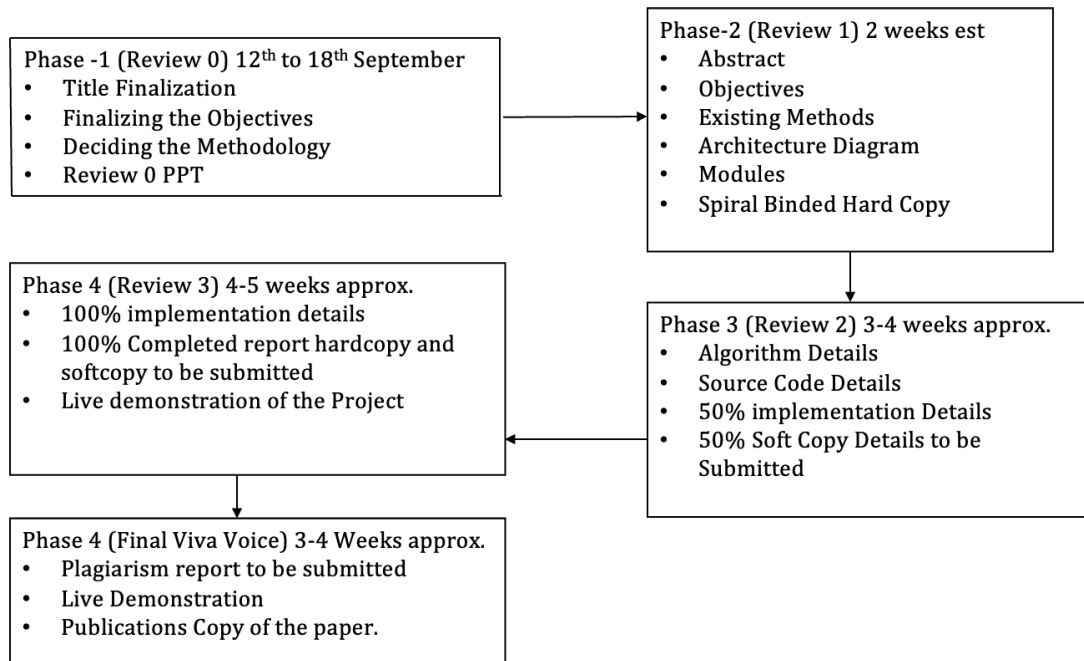 Phase -1 (Review 0) 12th to 18th September
• Title Finalization
• Finalizing the Objectives
• Deciding the Methodology
• Review 0 PPT
Phase-2 (Review 1) 2 weeks est
• Abstract
• Objectives
• Existing Methods
• Architecture Diagram
• Modules
• Spiral Binded Hard Copy
Phase 3 (Review 2) 3-4 weeks approx.
• Algorithm Details
• Source Code Details
• 50% implementation Details
• 50% Soft Copy Details to be
Submitted
Phase 4 (Review 3) 4-5 weeks approx.
• 100% implementation details
• 100% Completed report hardcopy and
softcopy to be submitted
• Live demonstration of the Project
Phase 4 (Final Viva Voice) 3-4 Weeks approx.
• Plagiarism report to be submitted
• Live Demonstration
• Publications Copy of the paper.